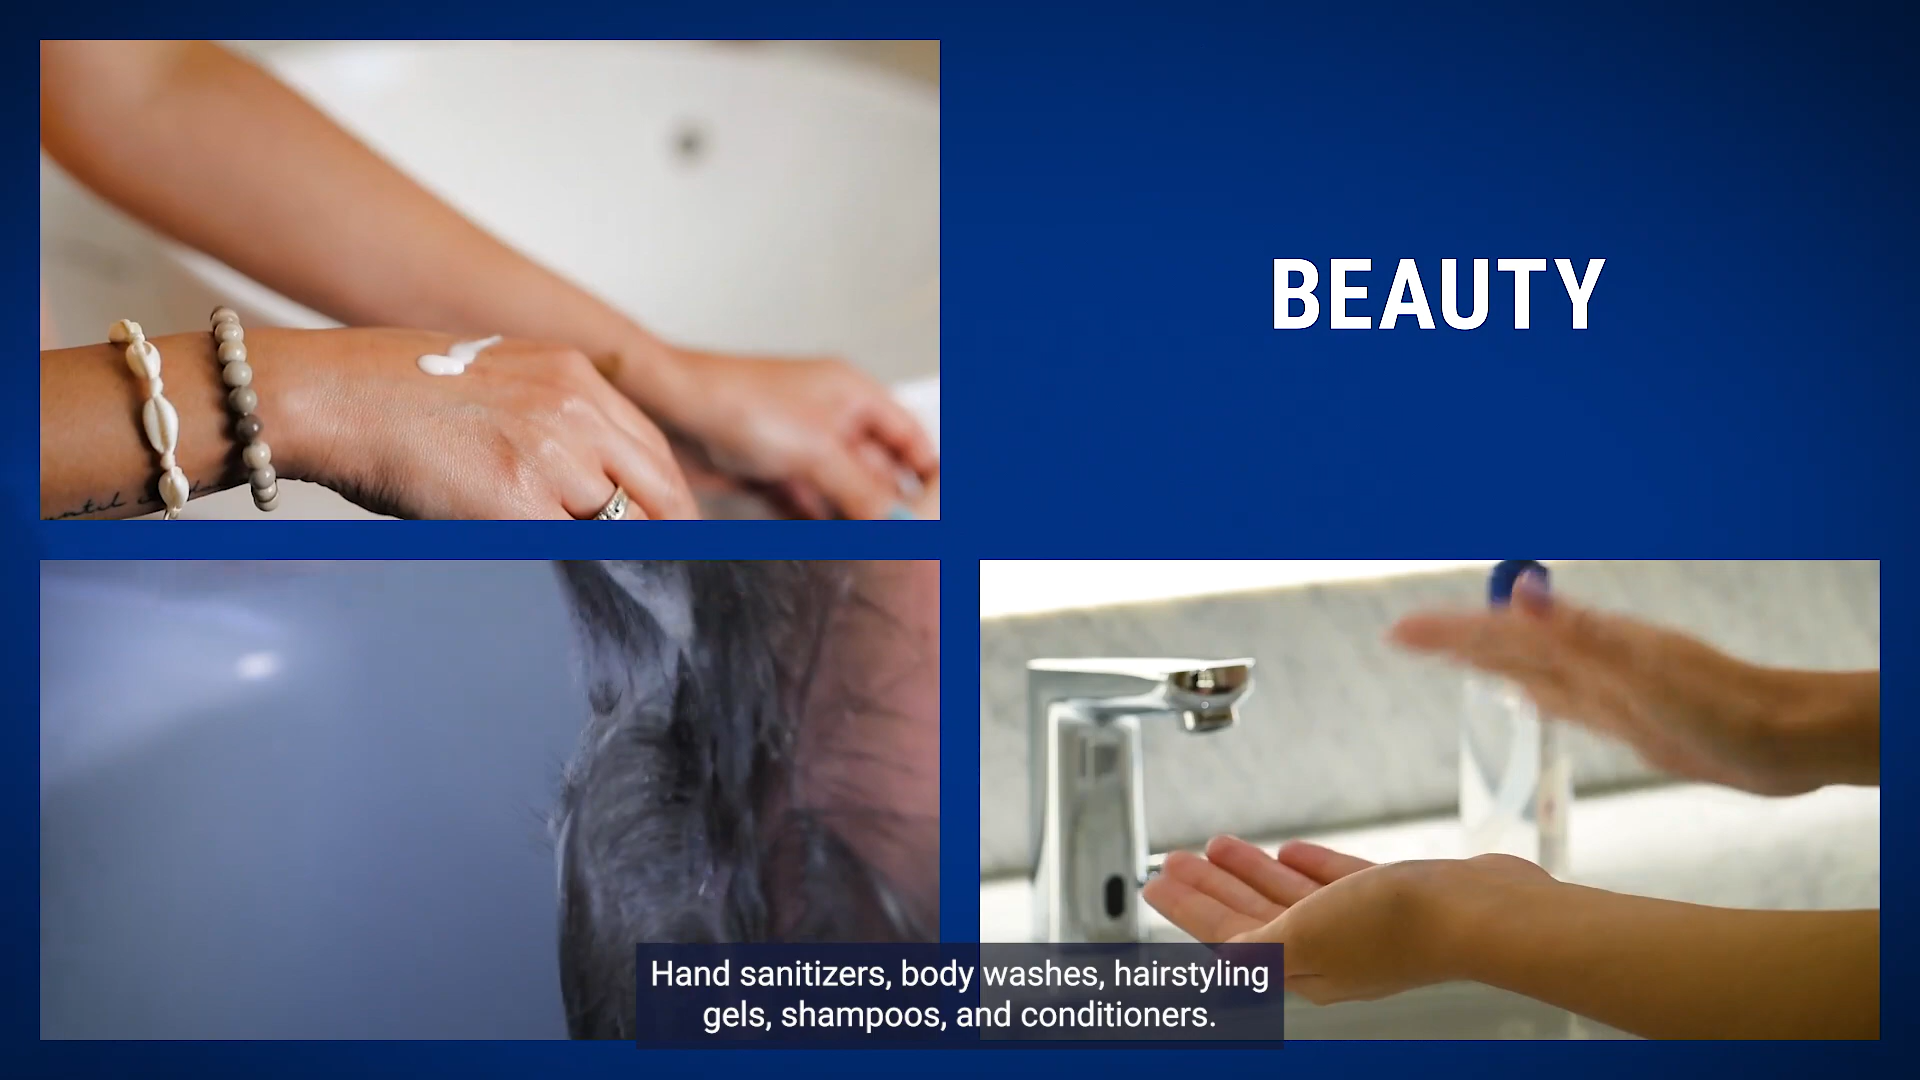 BEAUTY
Hand sanitizers, body washes, hairstyling
gels, shampoos, and conditioners.